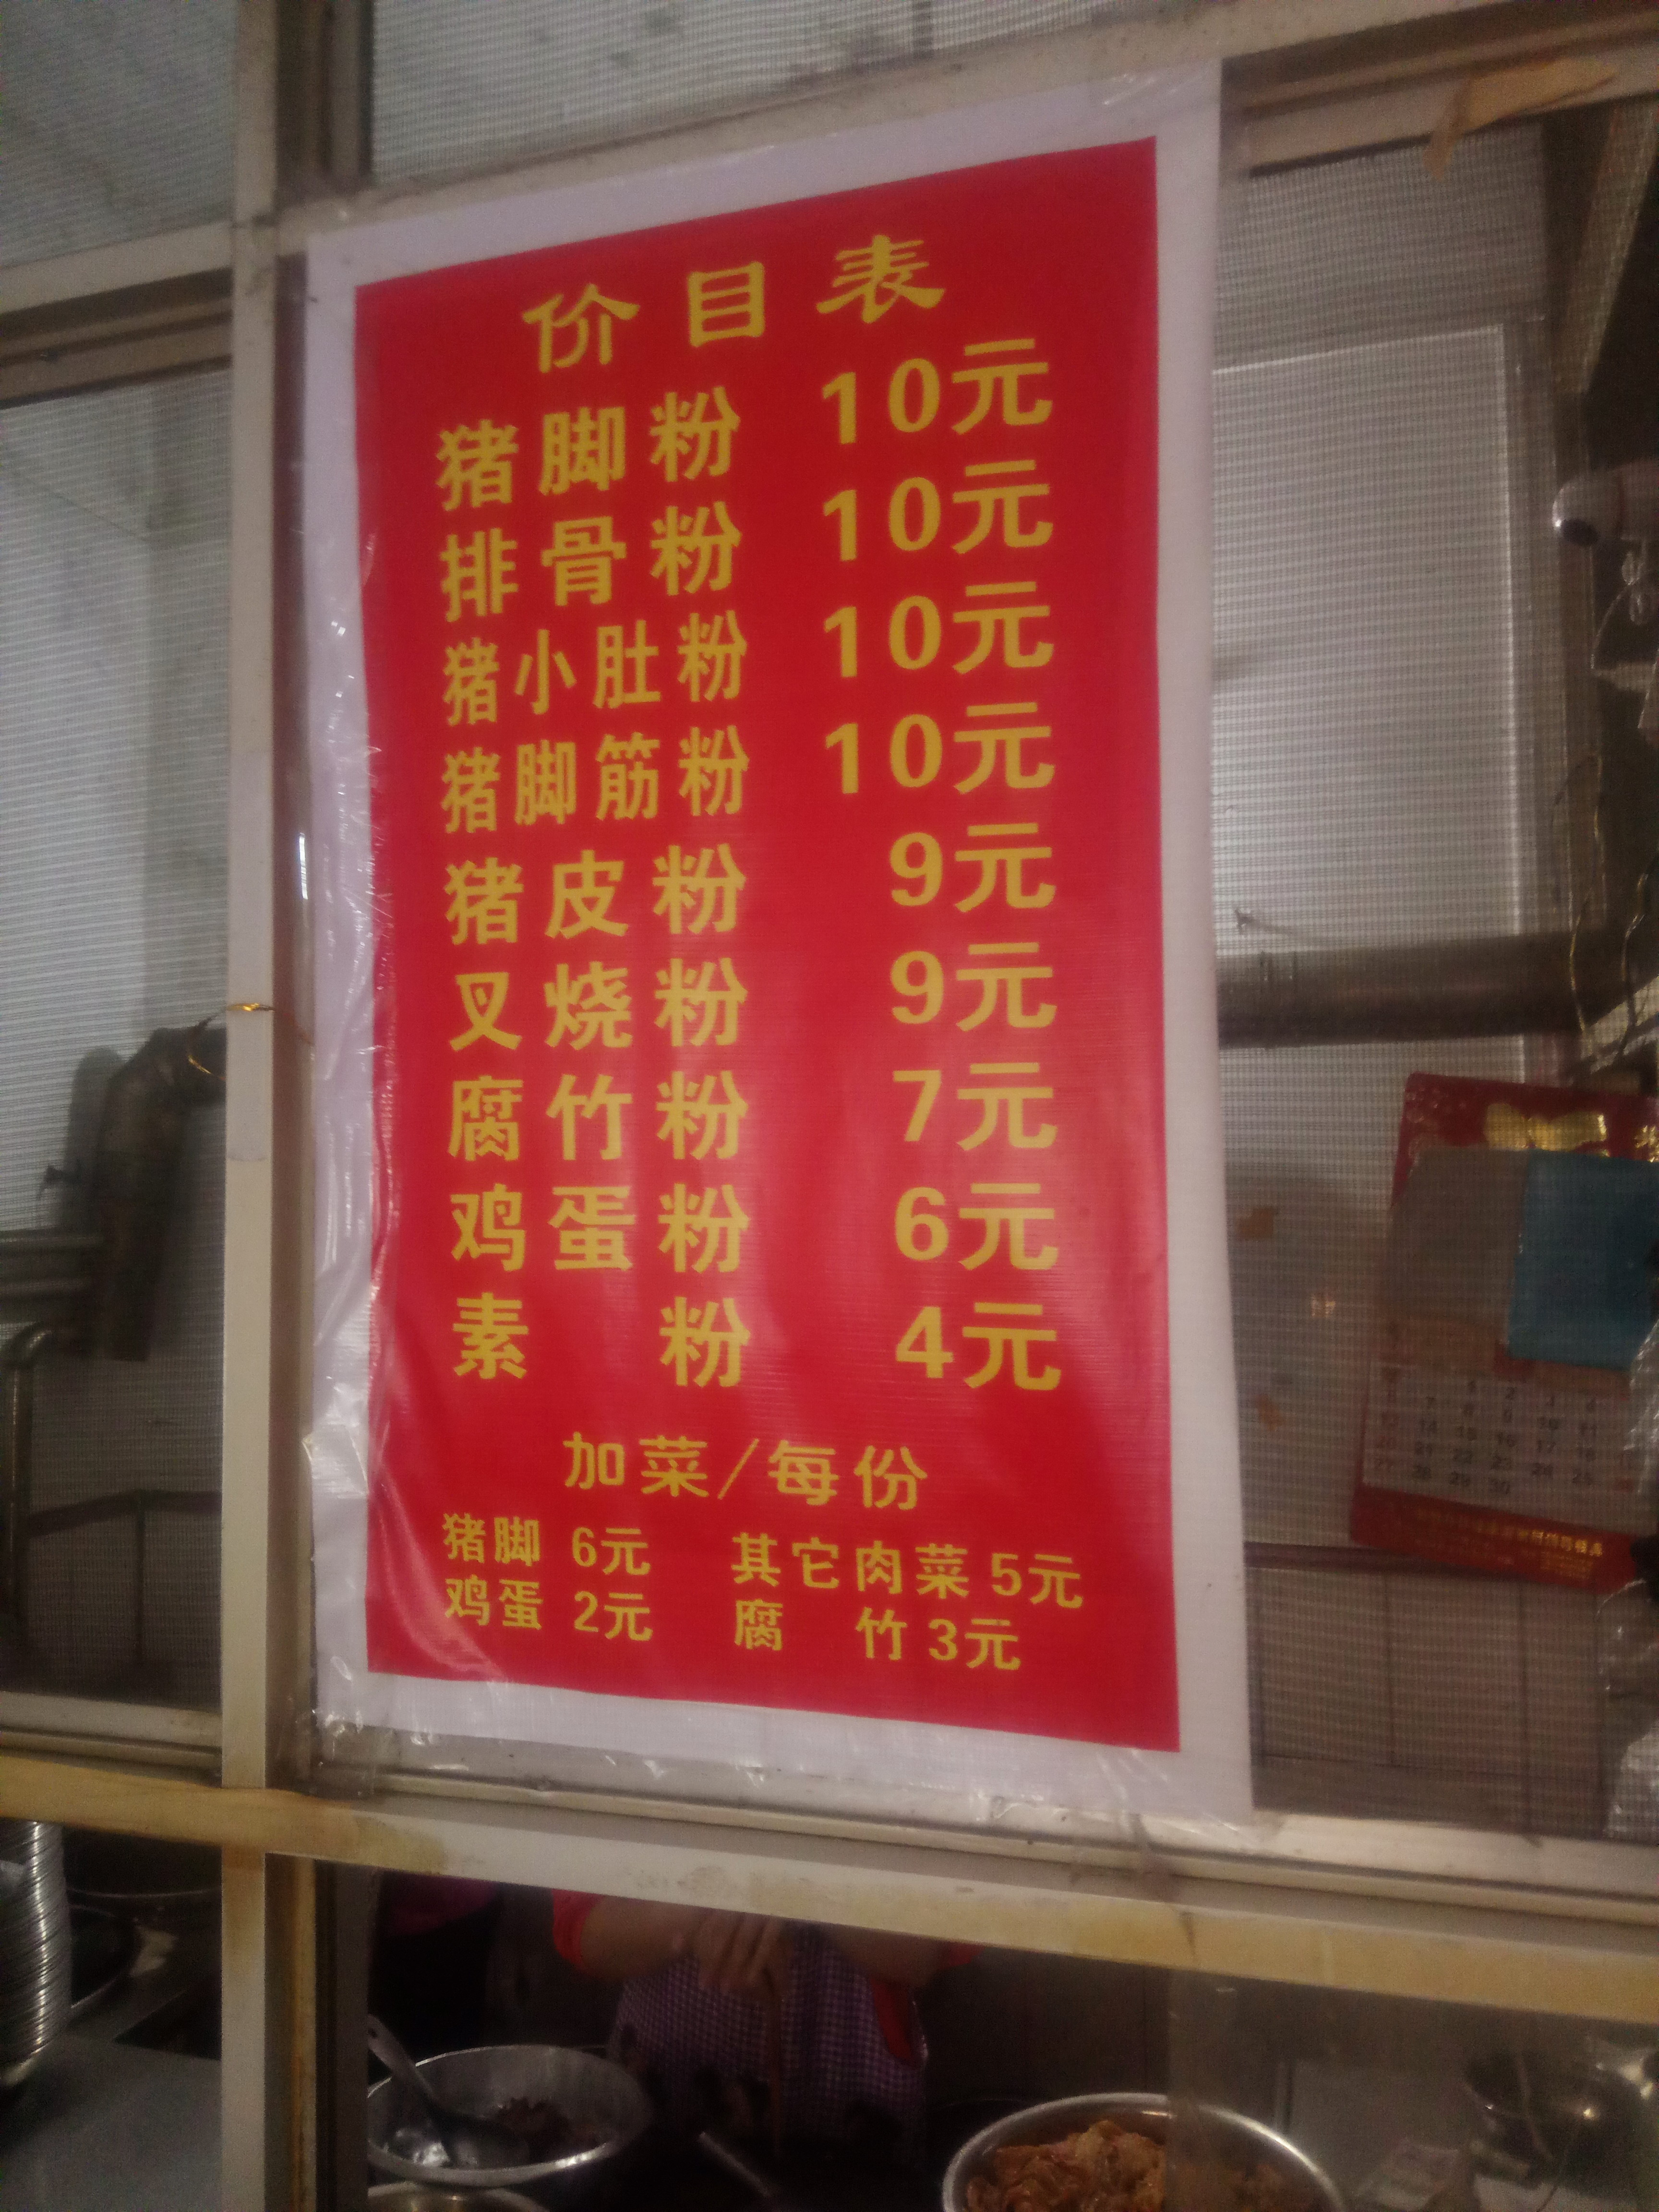 价目表
猪脚粉 10元
排骨粉 10元
猪小肚粉 10元
猪脚筋粉 10元
猪皮粉 9元
叉烧粉 9元
腐竹粉 7元
鸡蛋粉 6元
素粉 4元
加菜/每份
猪脚 6元 其它肉菜 5元
鸡蛋 2元 腐竹 3元